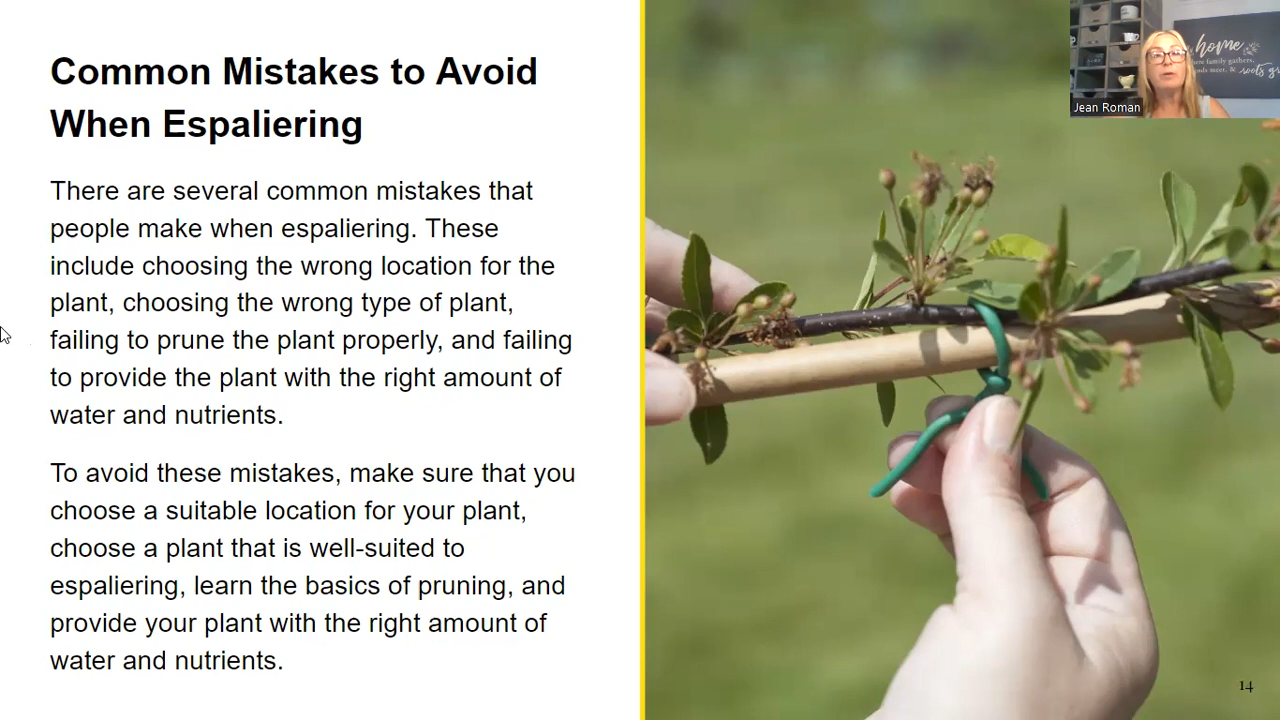 Common Mistakes to Avoid
When Espaliering
There are several common mistakes that
people make when espaliering. These
include choosing the wrong location for the
plant, choosing the wrong type of plant,
failing to prune the plant properly, and failing
to provide the plant with the right amount of
water and nutrients.
To avoid these mistakes, make sure that you
choose a suitable location for your plant,
choose a plant that is well-suited to
espaliering, learn the basics of pruning, and
provide your plant with the right amount of
water and nutrients.
home
family gathers,
meet, &
roots
Jean Roman
14